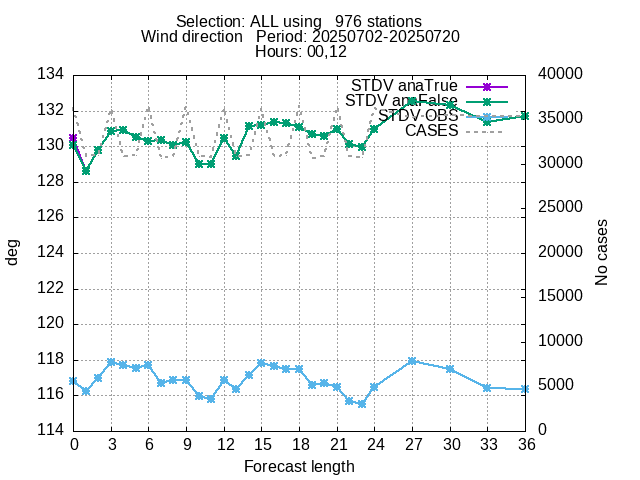 Selection: ALL using   976 stations
Wind direction   Period: 20250702-20250720
Hours: 00,12
STDV anaTrue
STDV anaFalse
STDV OBS
CASES
134
132
130
128
126
124
122
120
118
116
114
40000
35000
30000
25000
20000
15000
10000
5000
0
deg
No cases
0 3 6 9 12 15 18 21 24 27 30 33 36
Forecast length